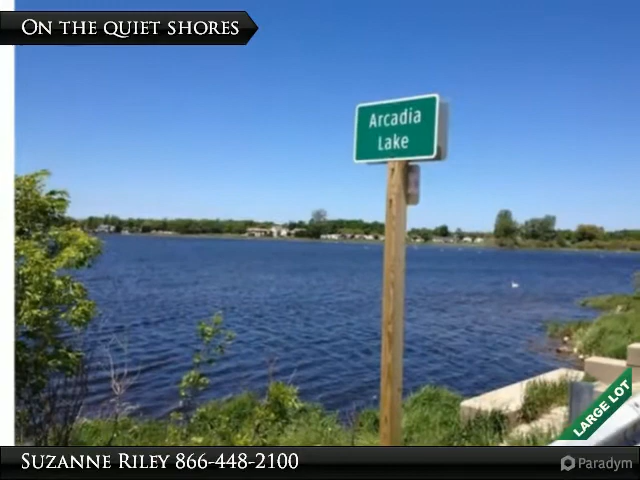 On the quiet shores
Arcadia
Lake
LARGE LOT
Suzanne Riley 866-448-2100
Paradym